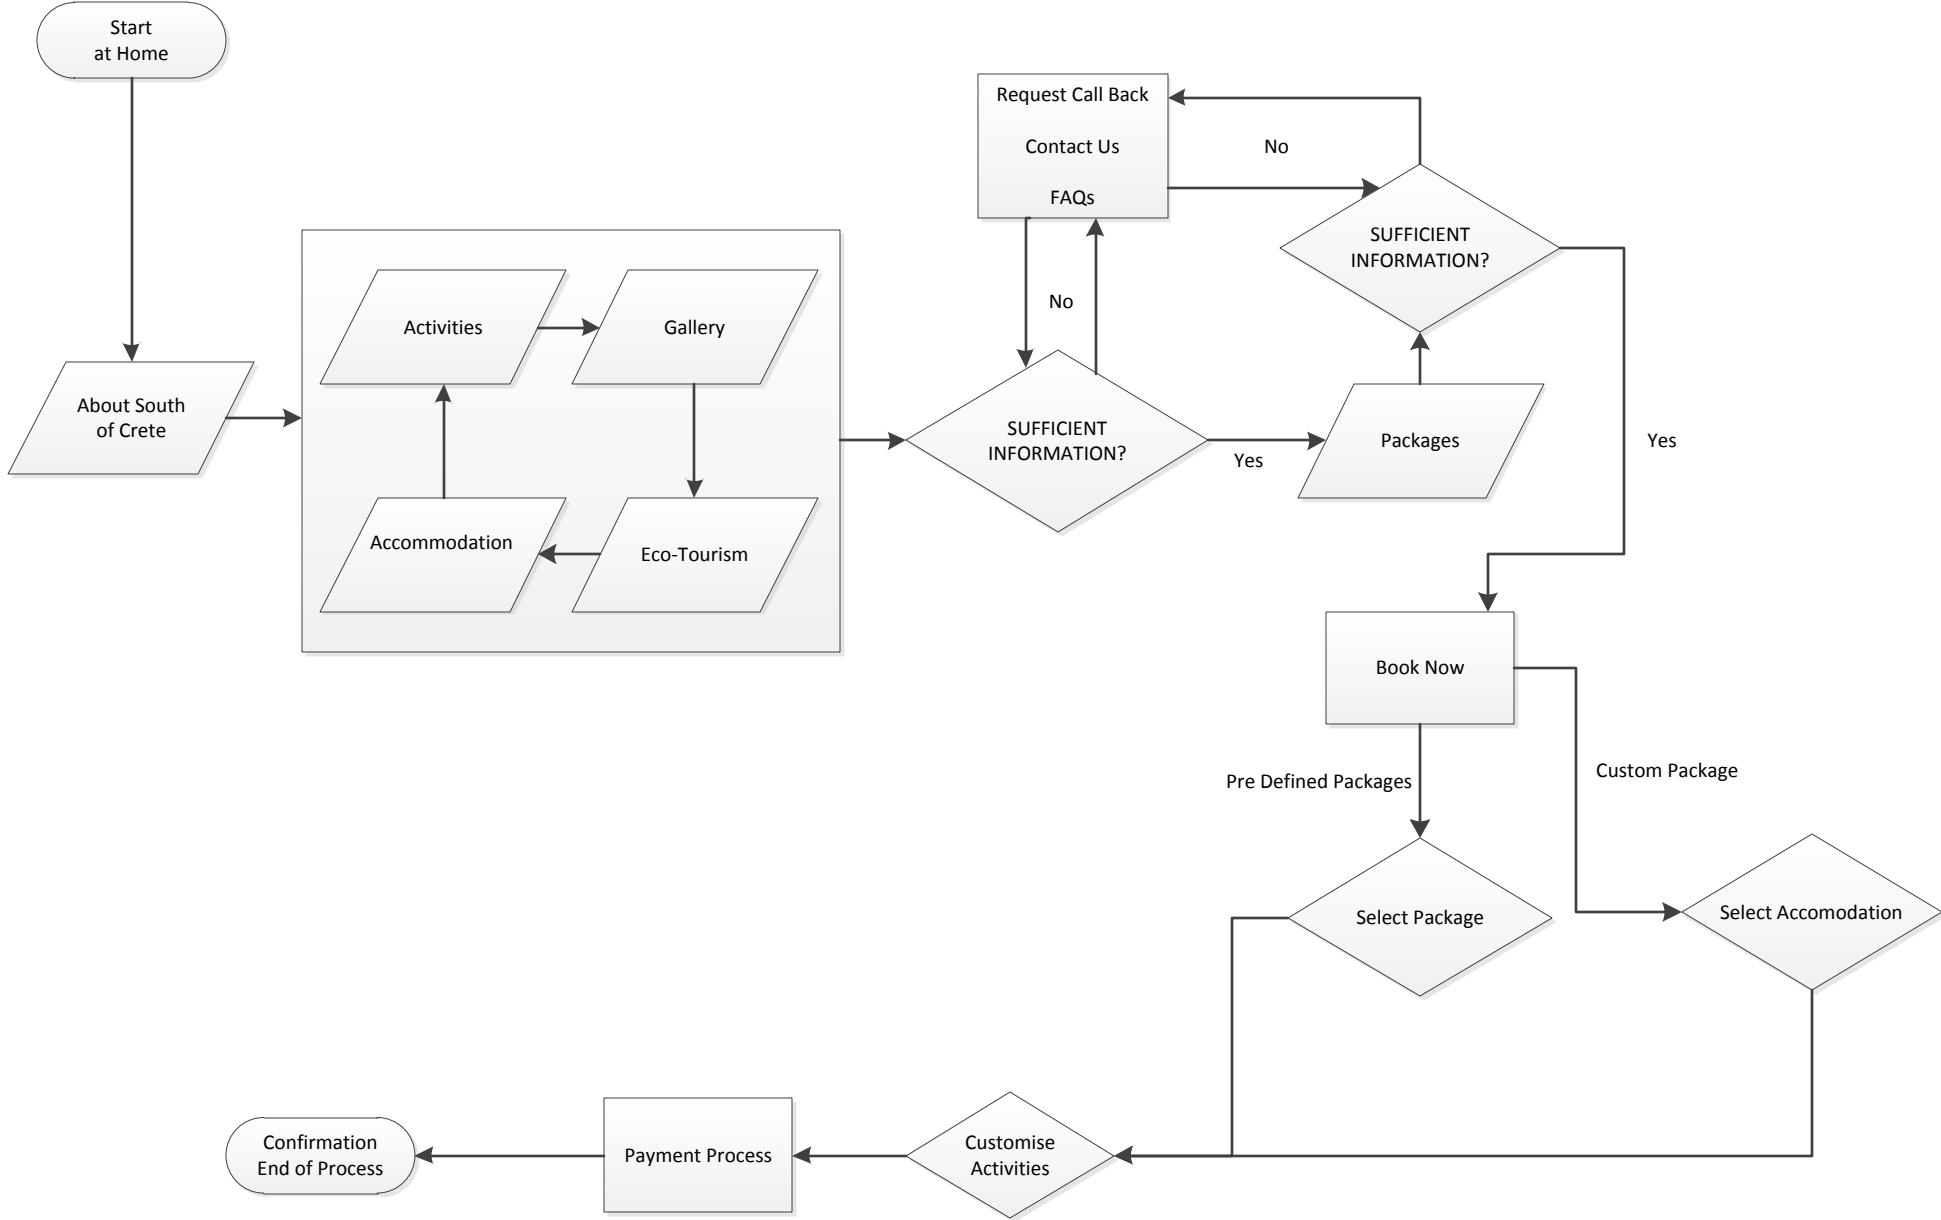 Start
at Home
About South
of Crete
Activities
Gallery
Accommodation
Eco-Tourism
Request Call Back
Contact Us
FAQs
No
No
SUFFICIENT
INFORMATION?
SUFFICIENT
INFORMATION?
Yes
Packages
Yes
Book Now
Pre Defined Packages
Custom Package
Select Package
Select Accomodation
Customise
Activities
Payment Process
Confirmation
End of Process